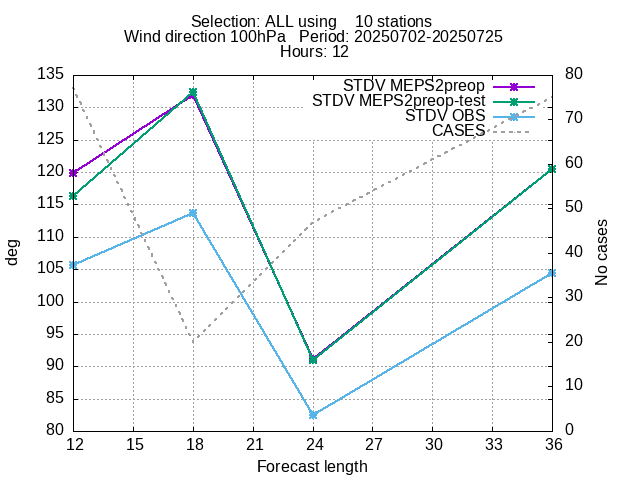 Selection: ALL using    10 stations
Wind direction 100hPa   Period: 20250702-20250725
Hours: 12
STDV MEPS2preop
STDV MEPS2preop-test
STDV OBS
CASES
deg
135
130
125
120
115
110
105
100
95
90
85
80
80
70
60
50
40
30
20
10
0
No cases
12 15 18 21 24 27 30 33 36
Forecast length